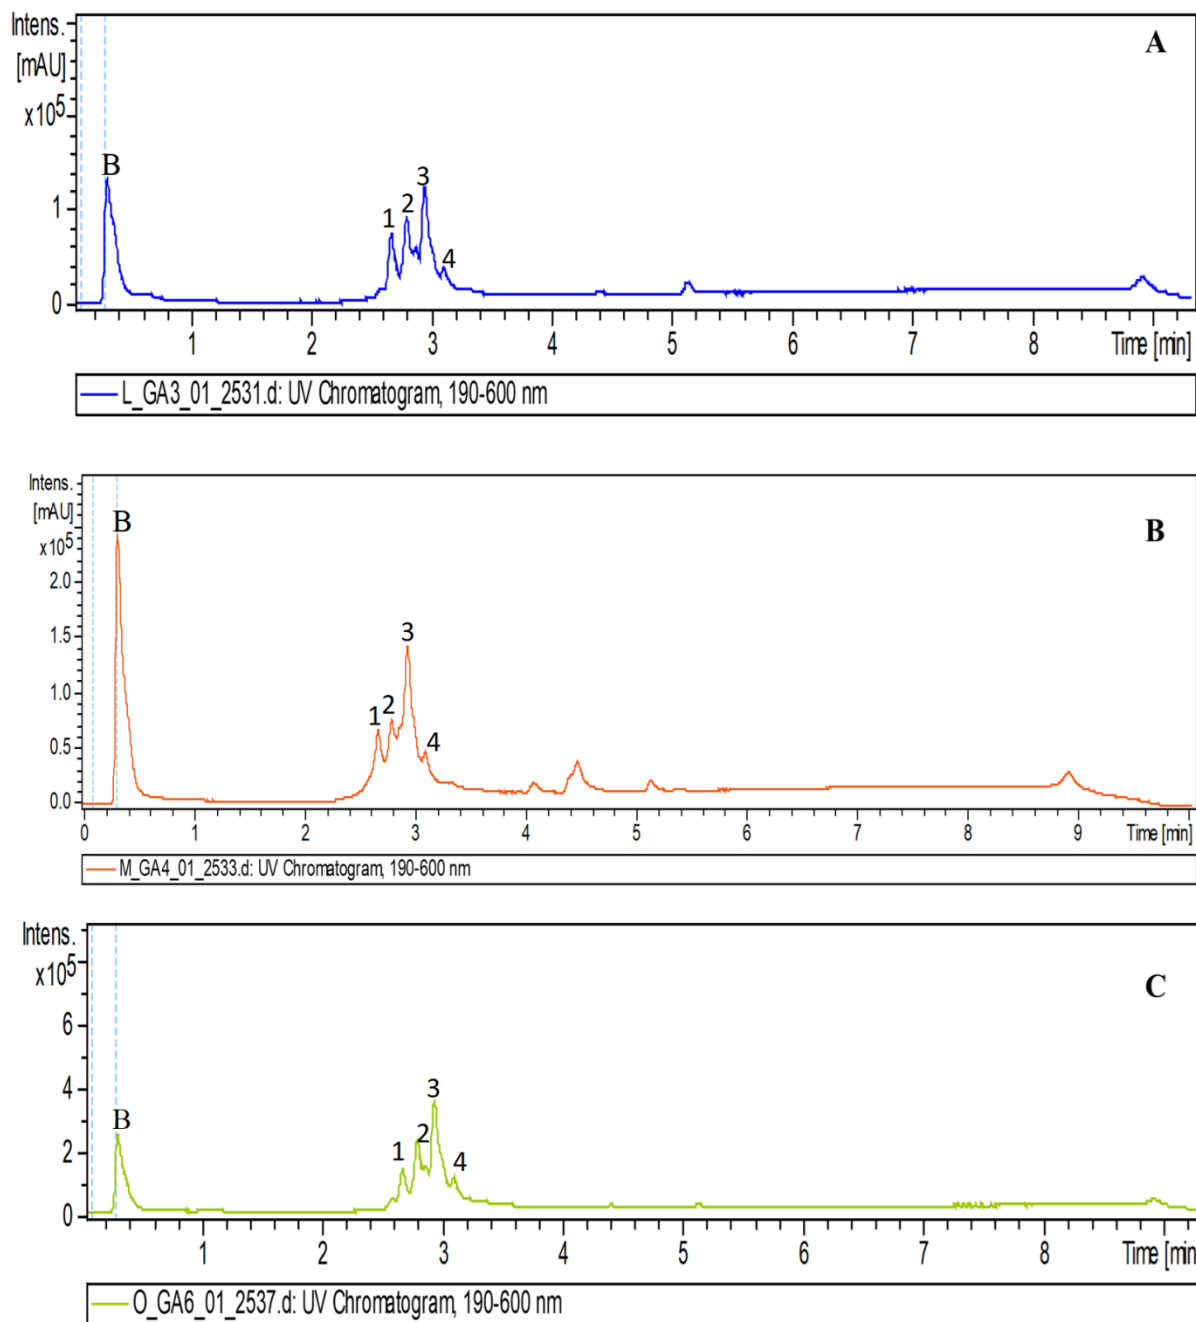 Intens.
[mAU]
x10^5
A
B
1
2
3
4
1
0
1 2 3 4 5 6 7 8 Time [min]
L_GA3_01_2531.d: UV Chromatogram, 190-600 nm
Intens.
[mAU]
x10^5
B
B
2.0
1.5
1.0
0.5
0.0
1
2
3
4
0 1 2 3 4 5 6 7 8 9 Time [min]
M_GA4_01_2533.d: UV Chromatogram, 190-600 nm
Intens.
x10^5
C
6
4
2
0
B
1
2
3
4
1 2 3 4 5 6 7 8 Time [min
O_GA6_01_2537.d: UV Chromatogram, 190-600 nm